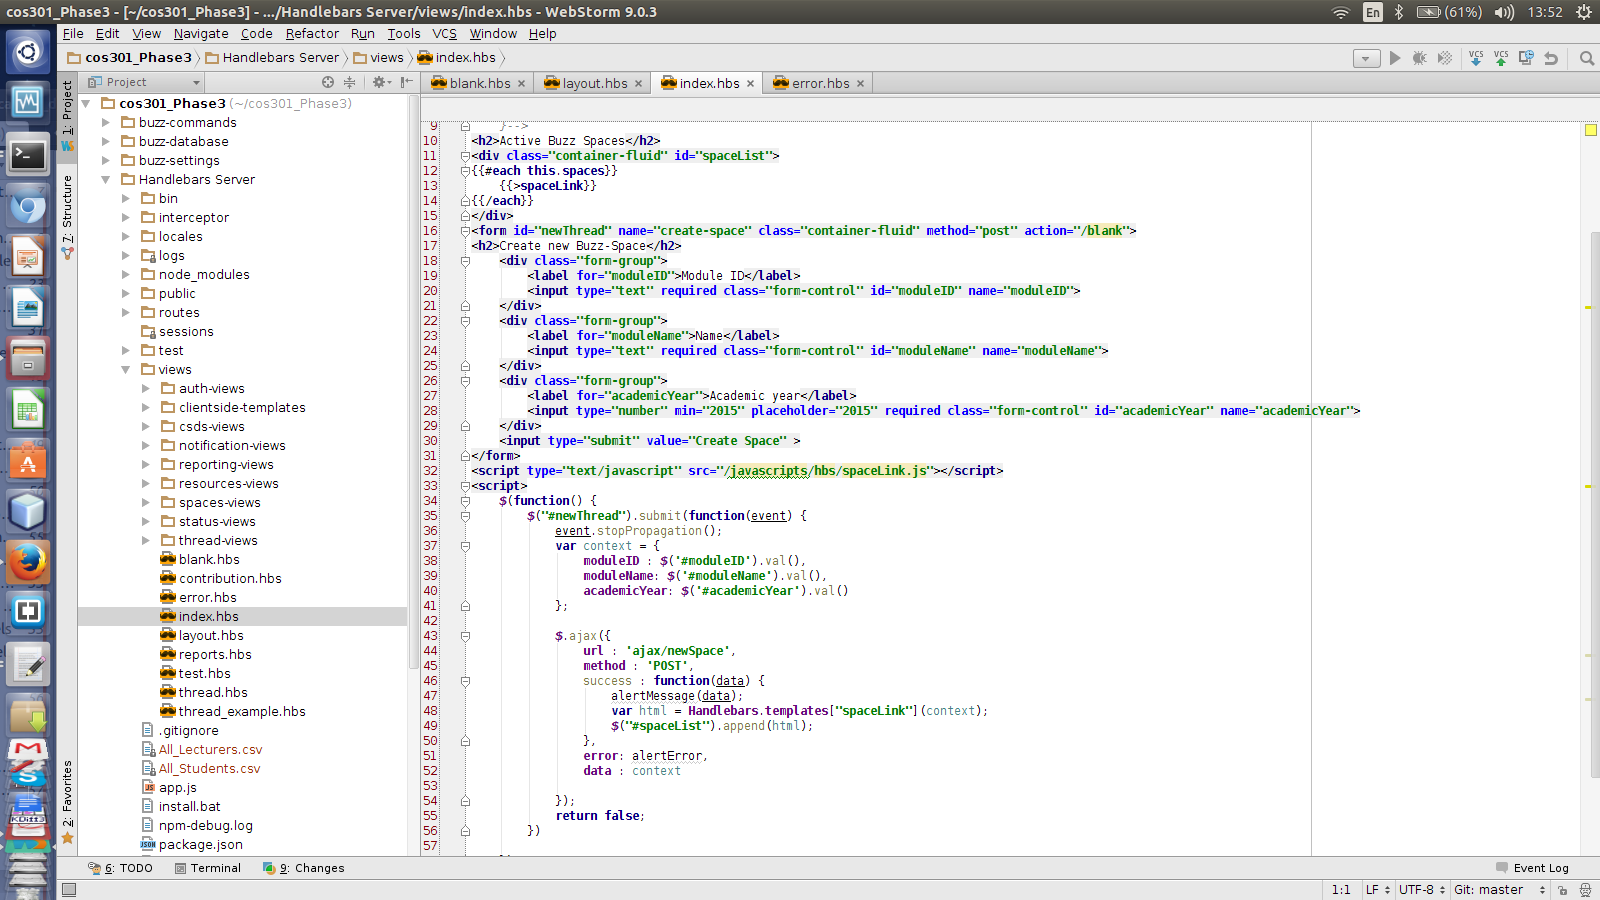 cos301_Phase3 - [~/cos301_Phase3] - .../Handlebars Server/views/index.hbs - WebStorm 9.0.3
En (61%) 13:52
File Edit View Navigate Code Refactor Run Tools VCS Window Help
cos301_Phase3 Handlebars Server views index.hbs
VCS VCS
Project
blank.hbs layout.hbs index.hbs error.hbs
1: Project
7: Structure
2: Favorites
cos301_Phase3 (~/cos301_Phase3)
buzz-commands
buzz-database
buzz-settings
Handlebars Server
bin
interceptor
locales
logs
node_modules
public
routes
sessions
test
views
auth-views
clientside-templates
csds-views
notification-views
reporting-views
resources-views
spaces-views
status-views
thread-views
blank.hbs
contribution.hbs
error.hbs
index.hbs
layout.hbs
reports.hbs
test.hbs
thread.hbs
thread_example.hbs
.gitignore
All_Lecturers.csv
All_Students.csv
app.js
install.bat
npm-debug.log
package.json
9 }-->
10 <h2>Active Buzz Spaces</h2>
11 <div class="container-fluid" id="spaceList">
12 {{#each this.spaces}}
13 {{>spaceLink}}
14 {{/each}}
15 </div>
16 <form id="newThread" name="create-space" class="container-fluid" method="post" action="/blank">
17 <h2>Create new Buzz-Space</h2>
18 <div class="form-group">
19 <label for="moduleID">Module ID</label>
20 <input type="text" required class="form-control" id="moduleID" name="moduleID">
21 </div>
22 <div class="form-group">
23 <label for="moduleName">Name</label>
24 <input type="text" required class="form-control" id="moduleName" name="moduleName">
25 </div>
26 <div class="form-group">
27 <label for="academicYear">Academic year</label>
28 <input type="number" min="2015" placeholder="2015" required class="form-control" id="academicYear" name="academicYear">
29 </div>
30 <input type="submit" value="Create Space" >
31 </form>
32 <script type="text/javascript" src="/javascripts/hbs/spaceLink.js"></script>
33 <script>
34 $(function() {
35 $("#newThread").submit(function(event) {
36 event.stopPropagation();
37 var context = {
38 moduleID : $('#moduleID').val(),
39 moduleName: $('#moduleName').val(),
40 academicYear: $('#academicYear').val()
41 };
42
43 $.ajax({
44 url : 'ajax/newSpace',
45 method : 'POST',
46 success : function(data) {
47 alertMessage(data);
48 var html = Handlebars.templates["spaceLink"](context);
49 $("#spaceList").append(html);
50 },
51 error: alertError,
52 data : context
53
54 });
55 return false;
56 })
57
6: TODO Terminal 9: Changes Event Log
1:1 LF UTF-8 Git: master